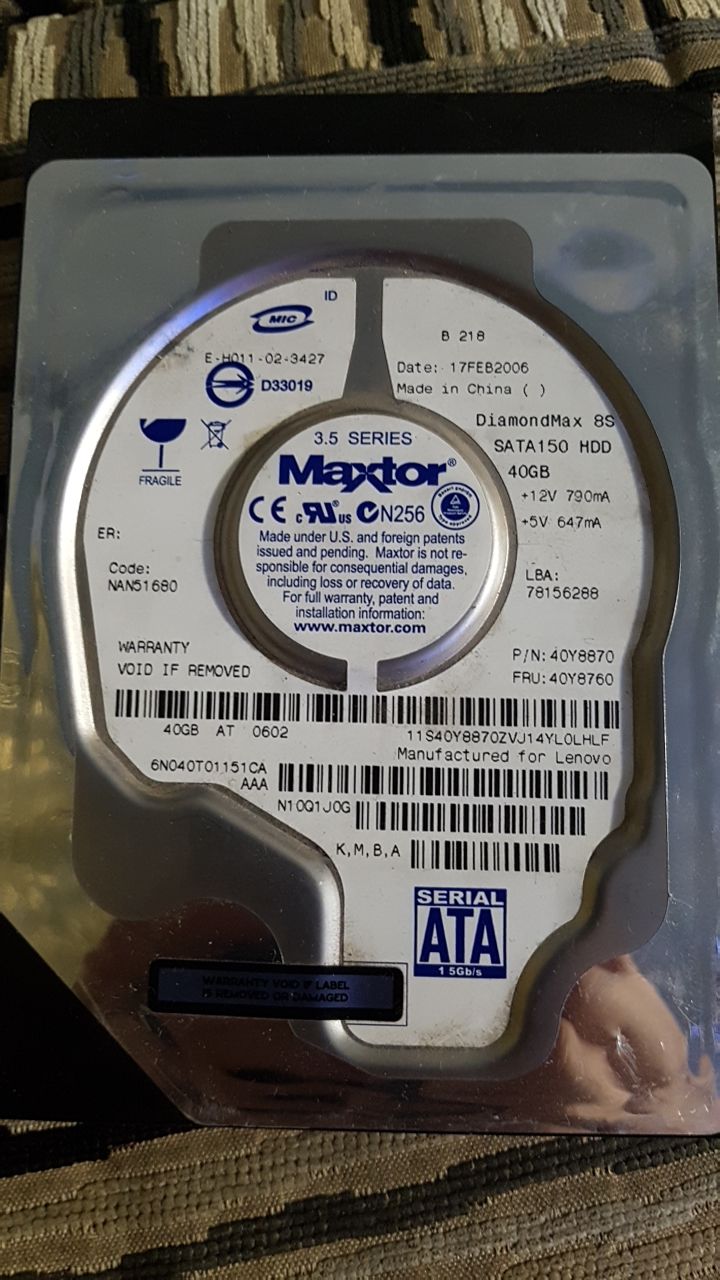 ID
MIC
E-H011-02-3427
D33019
FRAGILE
B 218
Date: 17FEB2006
Made in China ( )
DiamondMax 8S
SATA150 HDD
40GB
+12V 790mA
+5V 647mA
3.5 SERIES
Maxtor®
CE c RU ® us N256
Made under U.S. and foreign patents
issued and pending. Maxtor is not re-
sponsible for consequential damages,
including loss or recovery of data.
For full warranty, patent and
installation information:
www.maxtor.com
ER:
Code:
NAN51680
LBA:
78156288
WARRANTY
VOID IF REMOVED
P/N: 40Y8870
FRU: 40Y8760
40GB AT 0602
11S40Y8870ZVJ14YL0LHLF
Manufactured for Lenovo
6N040T01151CA
AAA
N10Q1J0G
K,M,B,A
SERIAL
ATA
1.5Gb/s
WARRANTY VOID IF LABEL
IS REMOVED OR DAMAGED